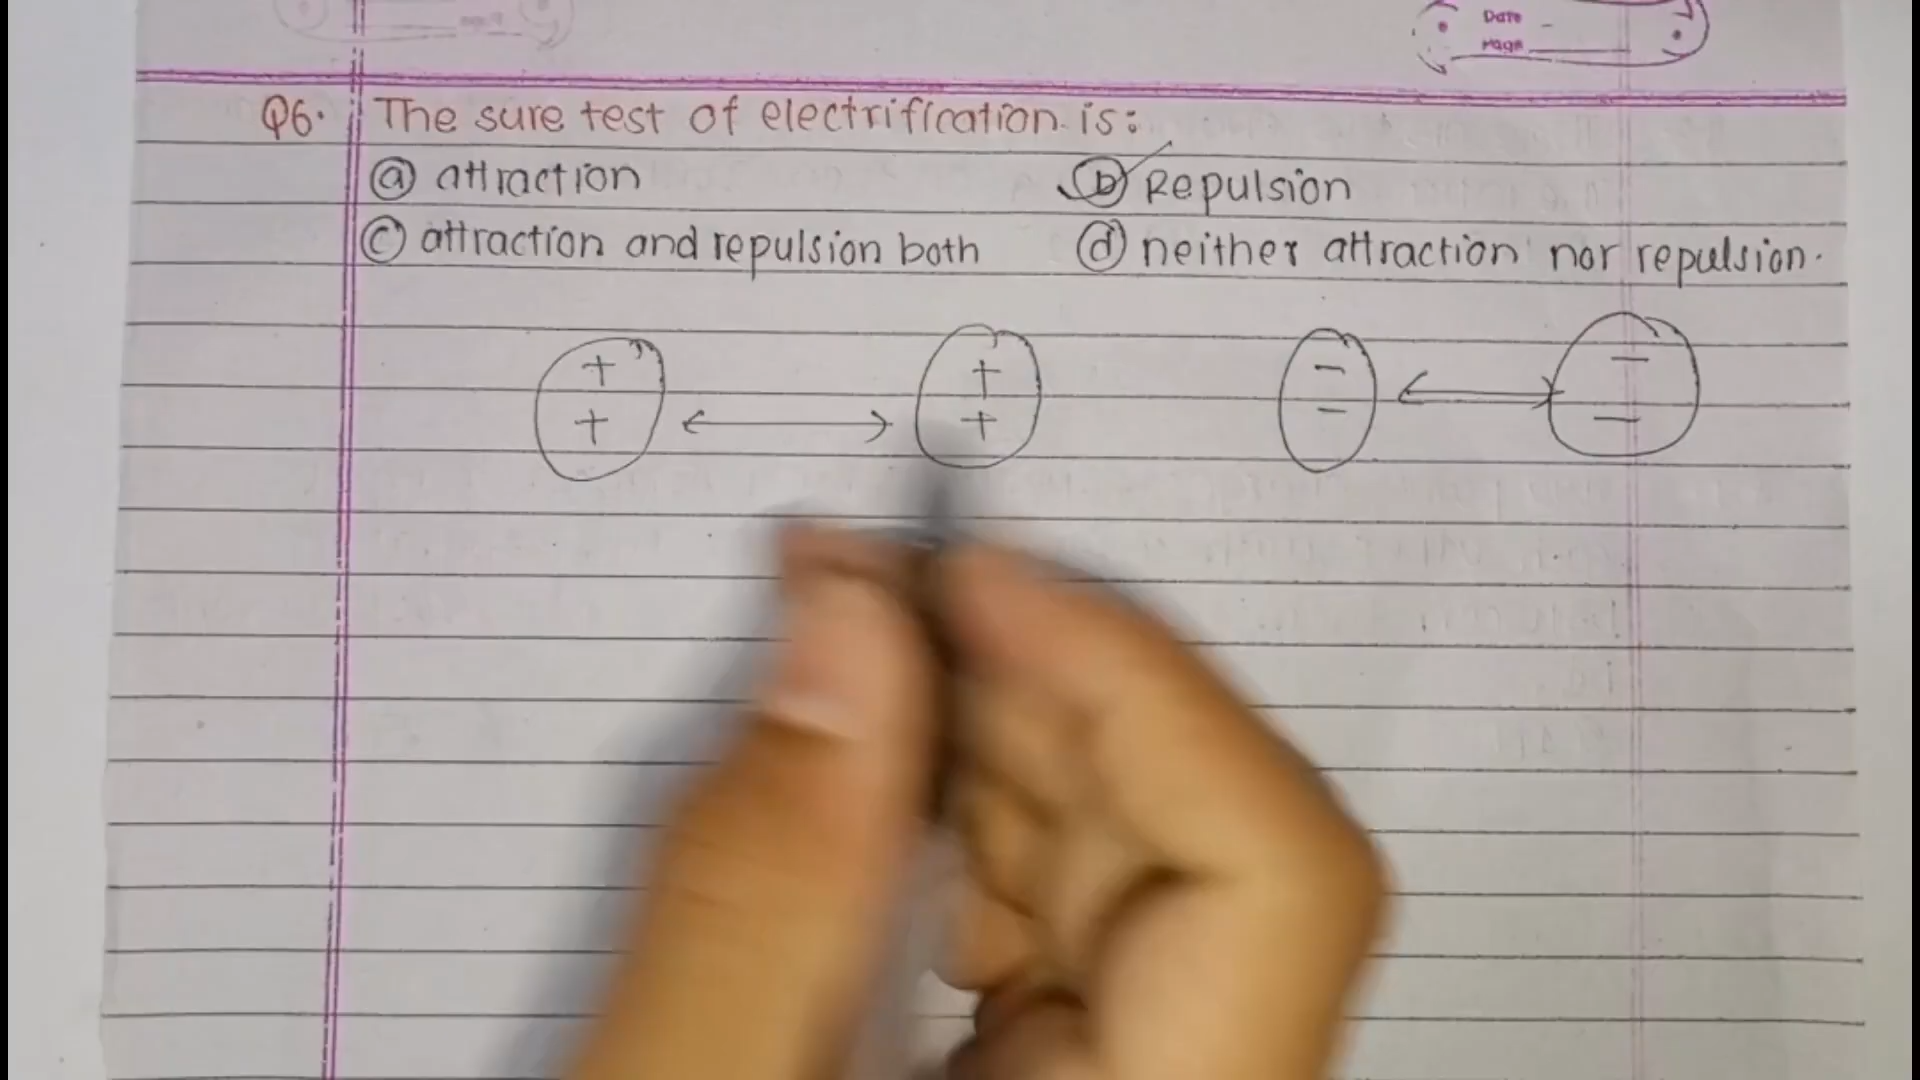 Date
Page
Q6. The sure test of electrification is:
ⓐ attraction ⓑ Repulsion
ⓒ attraction and repulsion both ⓓ neither attraction nor repulsion.
+ + - -
+ + - -